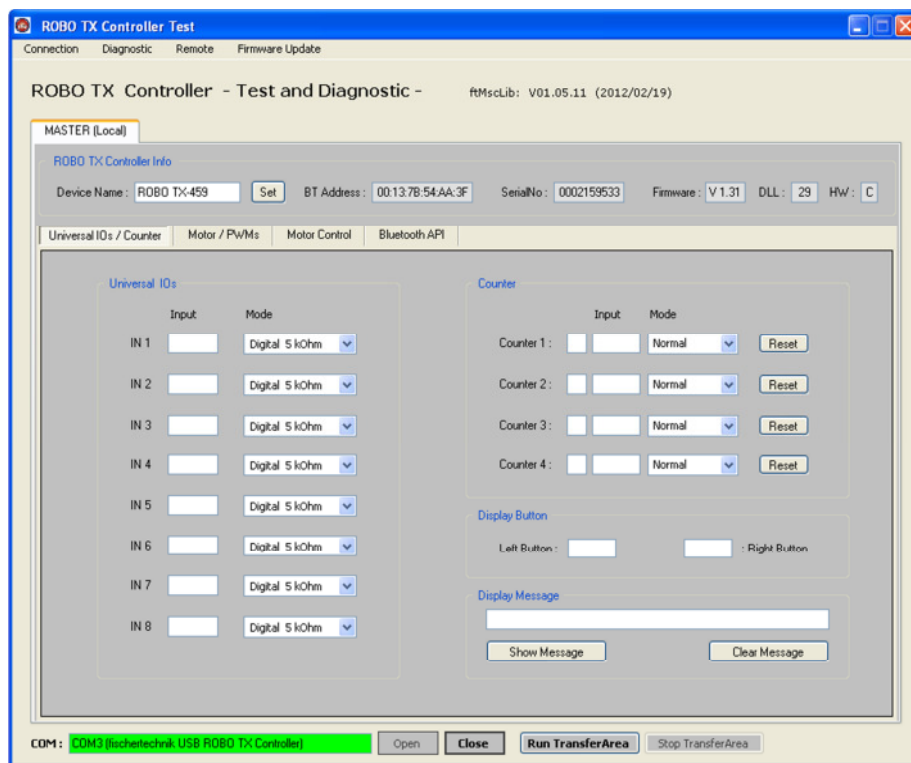 ROBO TX Controller Test
Connection Diagnostic Remote Firmware Update
ROBO TX Controller - Test and Diagnostic - ftMscLib: V01.05.11 (2012/02/19)
MASTER (Local)
ROBO TX Controller Info
Device Name : ROBO TX-459 Set BT Address : 00:13:7B:54:AA:3F SerialNo : 0002159533 Firmware : V 1.31 DLL : 29 HW : C
Universal IOs / Counter Motor / PWMs Motor Control Bluetooth API
Universal IOs Counter
Input Mode Input Mode
IN 1 Digital 5 kOhm Counter 1 : Normal Reset
IN 2 Digital 5 kOhm Counter 2 : Normal Reset
IN 3 Digital 5 kOhm Counter 3 : Normal Reset
IN 4 Digital 5 kOhm Counter 4 : Normal Reset
IN 5 Digital 5 kOhm
Display Button
IN 6 Digital 5 kOhm Left Button : : Right Button
IN 7 Digital 5 kOhm
Display Message
IN 8 Digital 5 kOhm
Show Message Clear Message
COM : COM3 (fischertechnik USB ROBO TX Controller) Open Close Run TransferArea Stop TransferArea